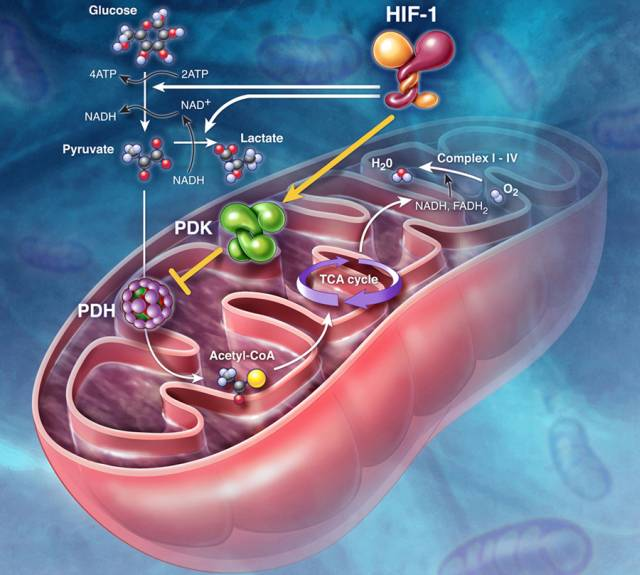 Glucose
HIF-1
4ATP
2ATP
NADH
NAD+
Pyruvate
Lactate
NADH
H20
Complex I - IV
O2
NADH, FADH2
PDK
TCA cycle
PDH
Acetyl-CoA